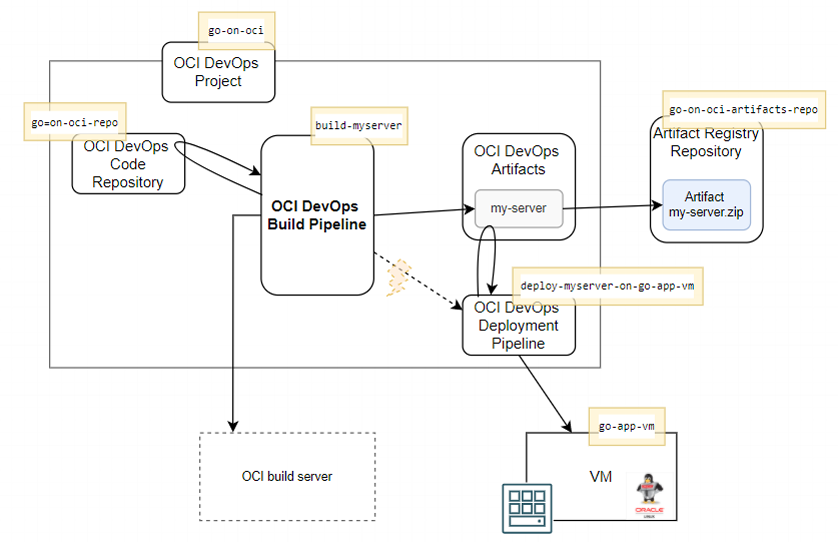 go-on-oci
OCI DevOps
Project
go=on-oci-repo
OCI DevOps
Code
Repository
build-myserver
OCI DevOps
Build Pipeline
OCI DevOps
Artifacts
my-server
go-on-oci-artifacts-repo
Artifact Registry
Repository
Artifact
my-server.zip
deploy-myserver-on-go-app-vm
OCI DevOps
Deployment
Pipeline
OCI build server
go-app-vm
VM
ORACLE
LINUX